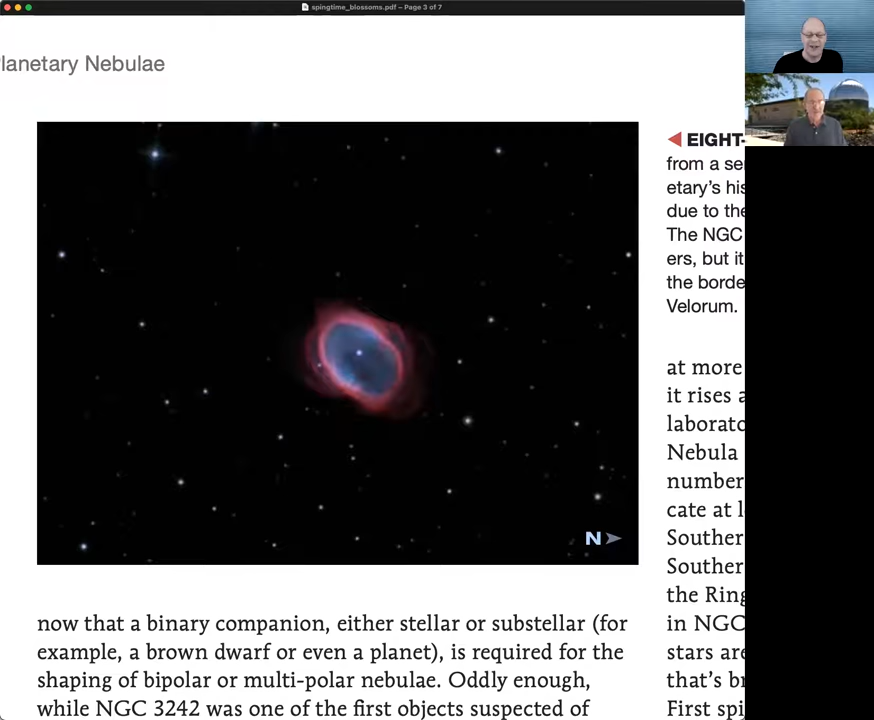 spingtime_blossoms.pdf – Page 3 of 7
lanetary Nebulae
N
now that a binary companion, either stellar or substellar (for
example, a brown dwarf or even a planet), is required for the
shaping of bipolar or multi-polar nebulae. Oddly enough,
while NGC 3242 was one of the first objects suspected of
EIGHT-
from a se
etary’s his
due to the
The NGC
ers, but it
the borde
Velorum.
at more
it rises a
laborato
Nebula
number
cate at l
Souther
Souther
the Ring
in NGC
stars are
that’s br
First spi